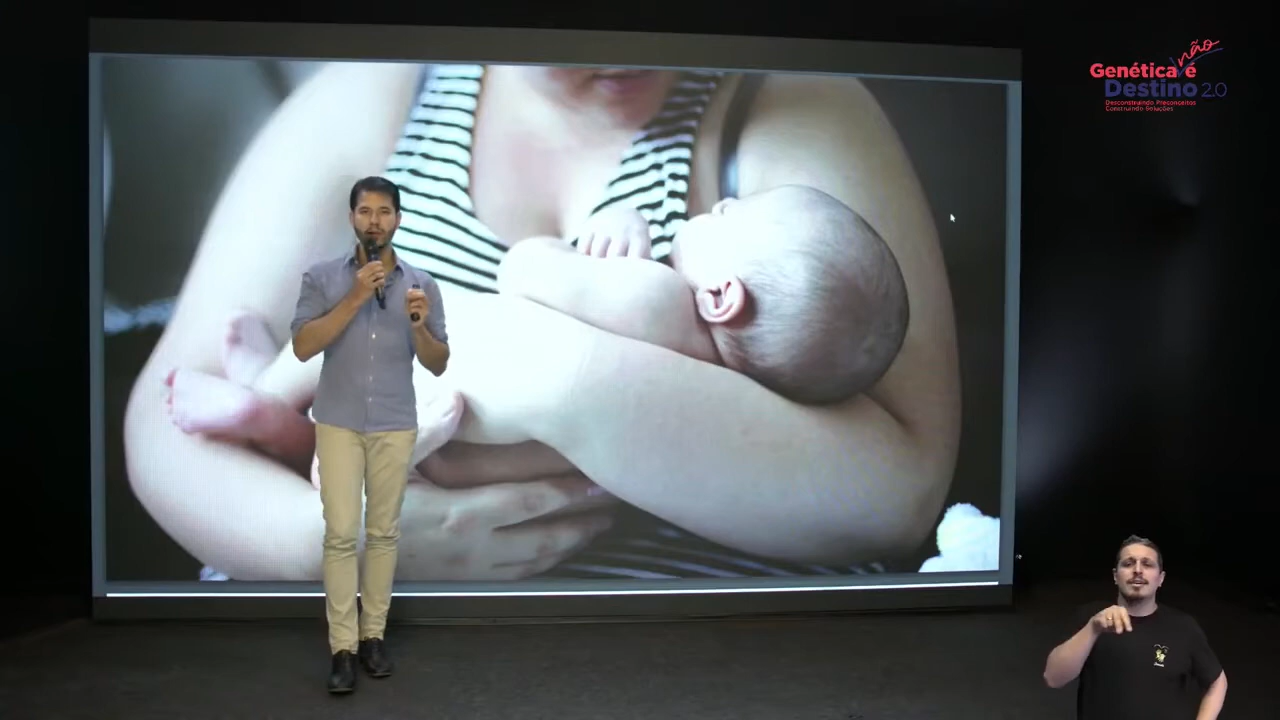 não
Genética é
Destino 2.0
Desconstruindo Preconceitos
Construindo Soluções